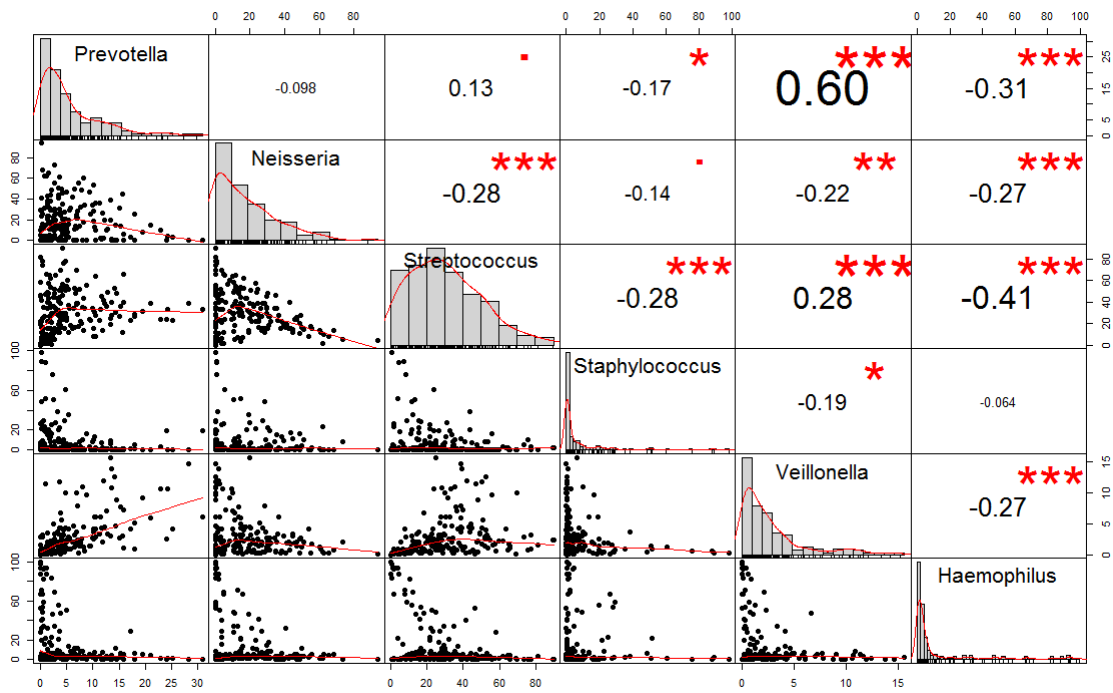 0 20 40 60 80 0 20 40 60 80 100 0 20 40 60 80 100
Prevotella -0.098 0.13 ▪ -0.17 * 0.60 *** -0.31 *** 0 5 15 25
0 20 40 60 80 Neisseria -0.28 *** -0.14 ▪ -0.22 ** -0.27 ***
Streptococcus -0.28 *** 0.28 *** -0.41 *** 0 20 40 60 80
0 20 60 100 Staphylococcus -0.19 * -0.064
Veillonella -0.27 *** 0 5 10 15
0 20 60 100 Haemophilus
0 5 10 15 20 25 30 0 20 40 60 80 0 5 10 15